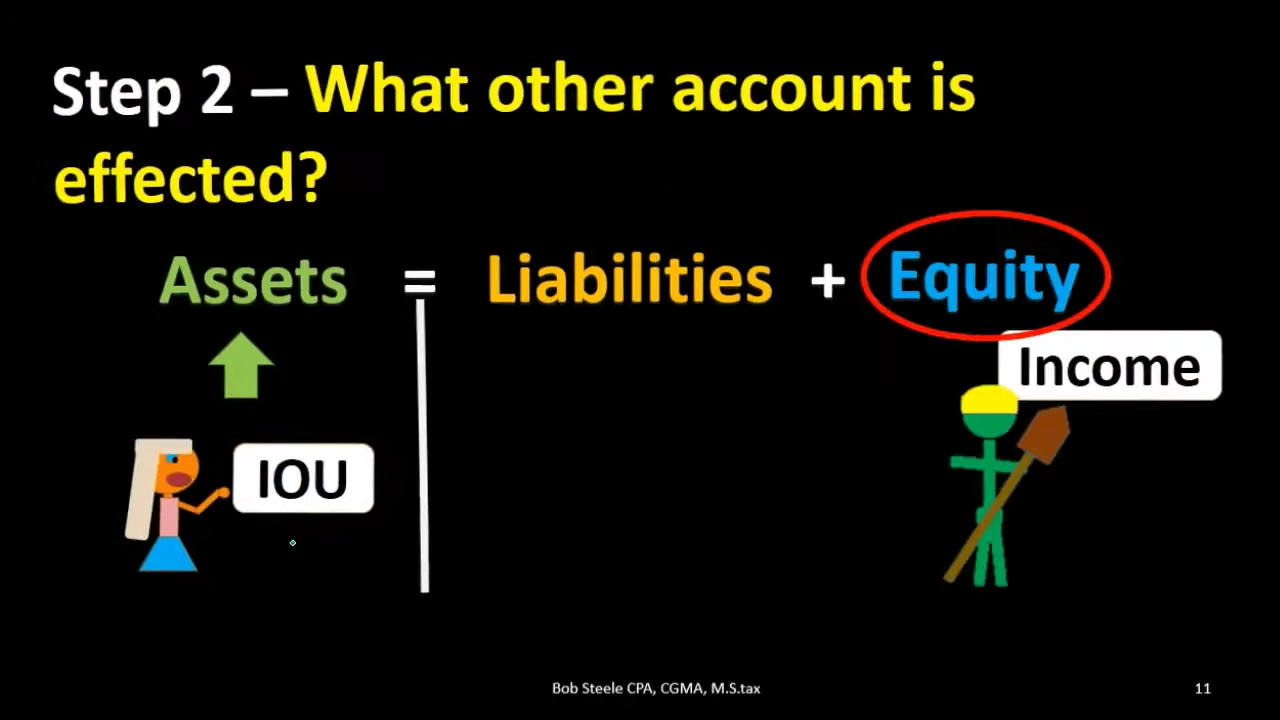 Step 2 – What other account is
effected?
Assets = Liabilities + Equity
Income
IOU
Bob Steele CPA, CGMA, M.S.tax
11